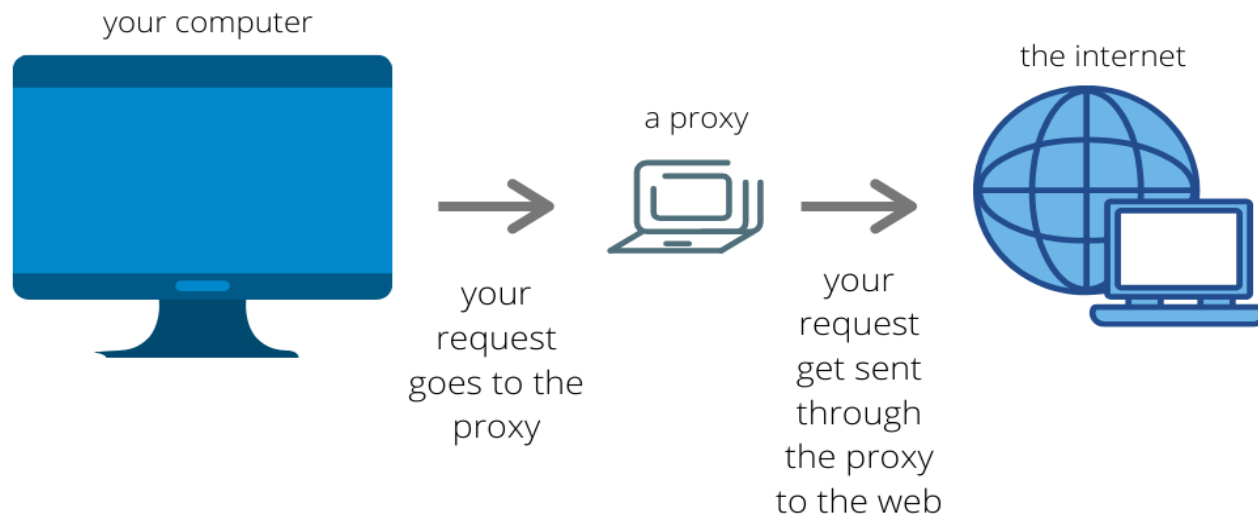 your computer
the internet
a proxy
your
request
goes to the
proxy
your
request
get sent
through
the proxy
to the web